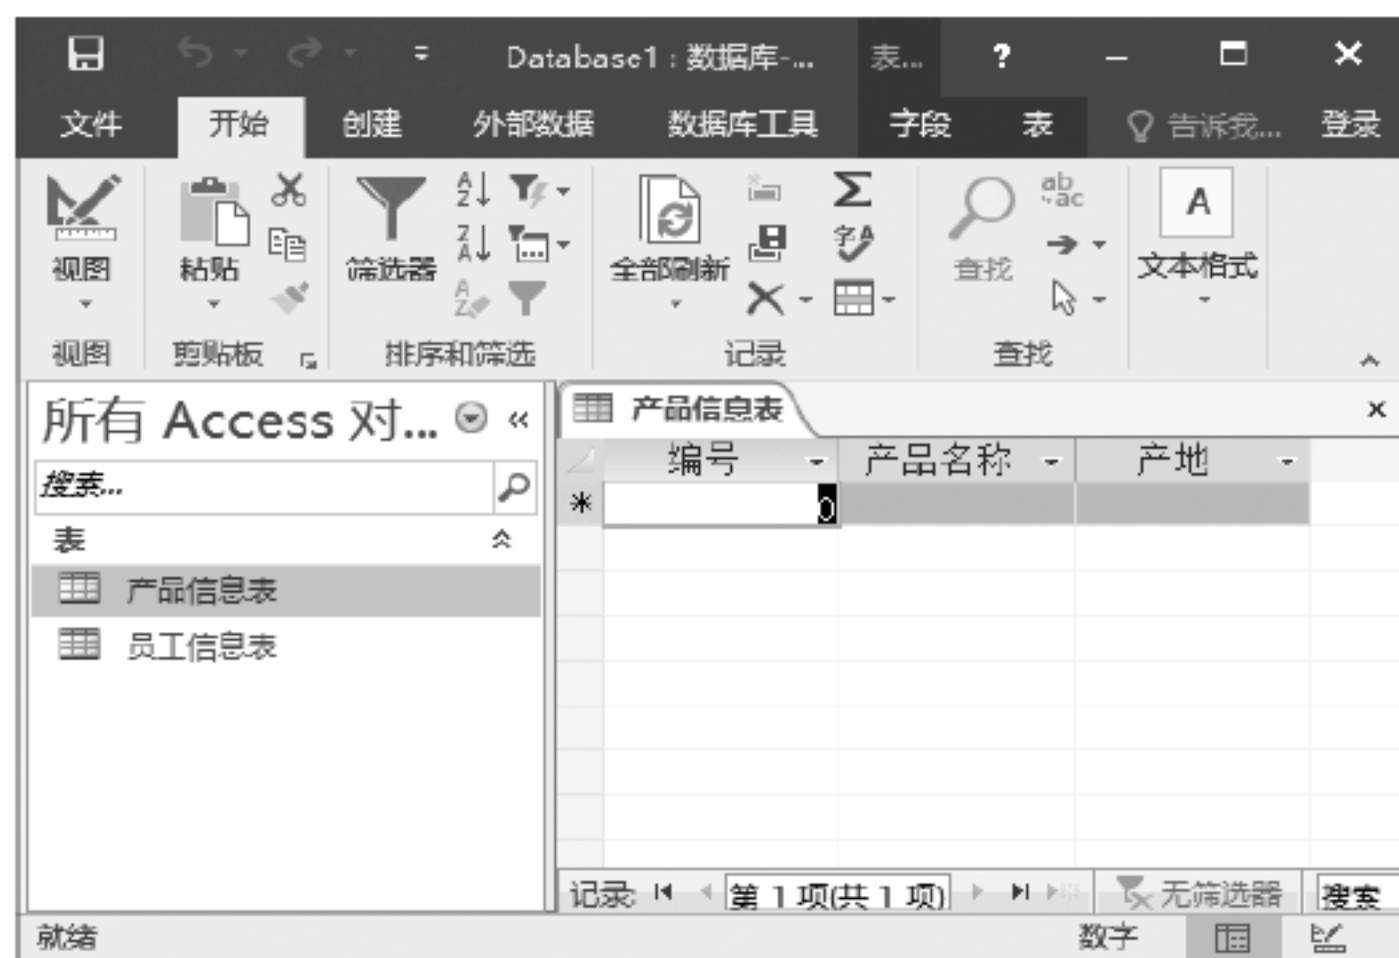 Database1 : 数据库-... 表... ?
文件 开始 创建 外部数据 数据库工具 字段 表 告诉我... 登录
视图 粘贴 筛选器 全部刷新 查找 文本格式
视图 剪贴板 排序和筛选 记录 查找
所有 Access 对...
搜索...
表
产品信息表
员工信息表
产品信息表
编号 产品名称 产地
0
记录: 第 1 项(共 1 项) 无筛选器 搜索
就绪 数字